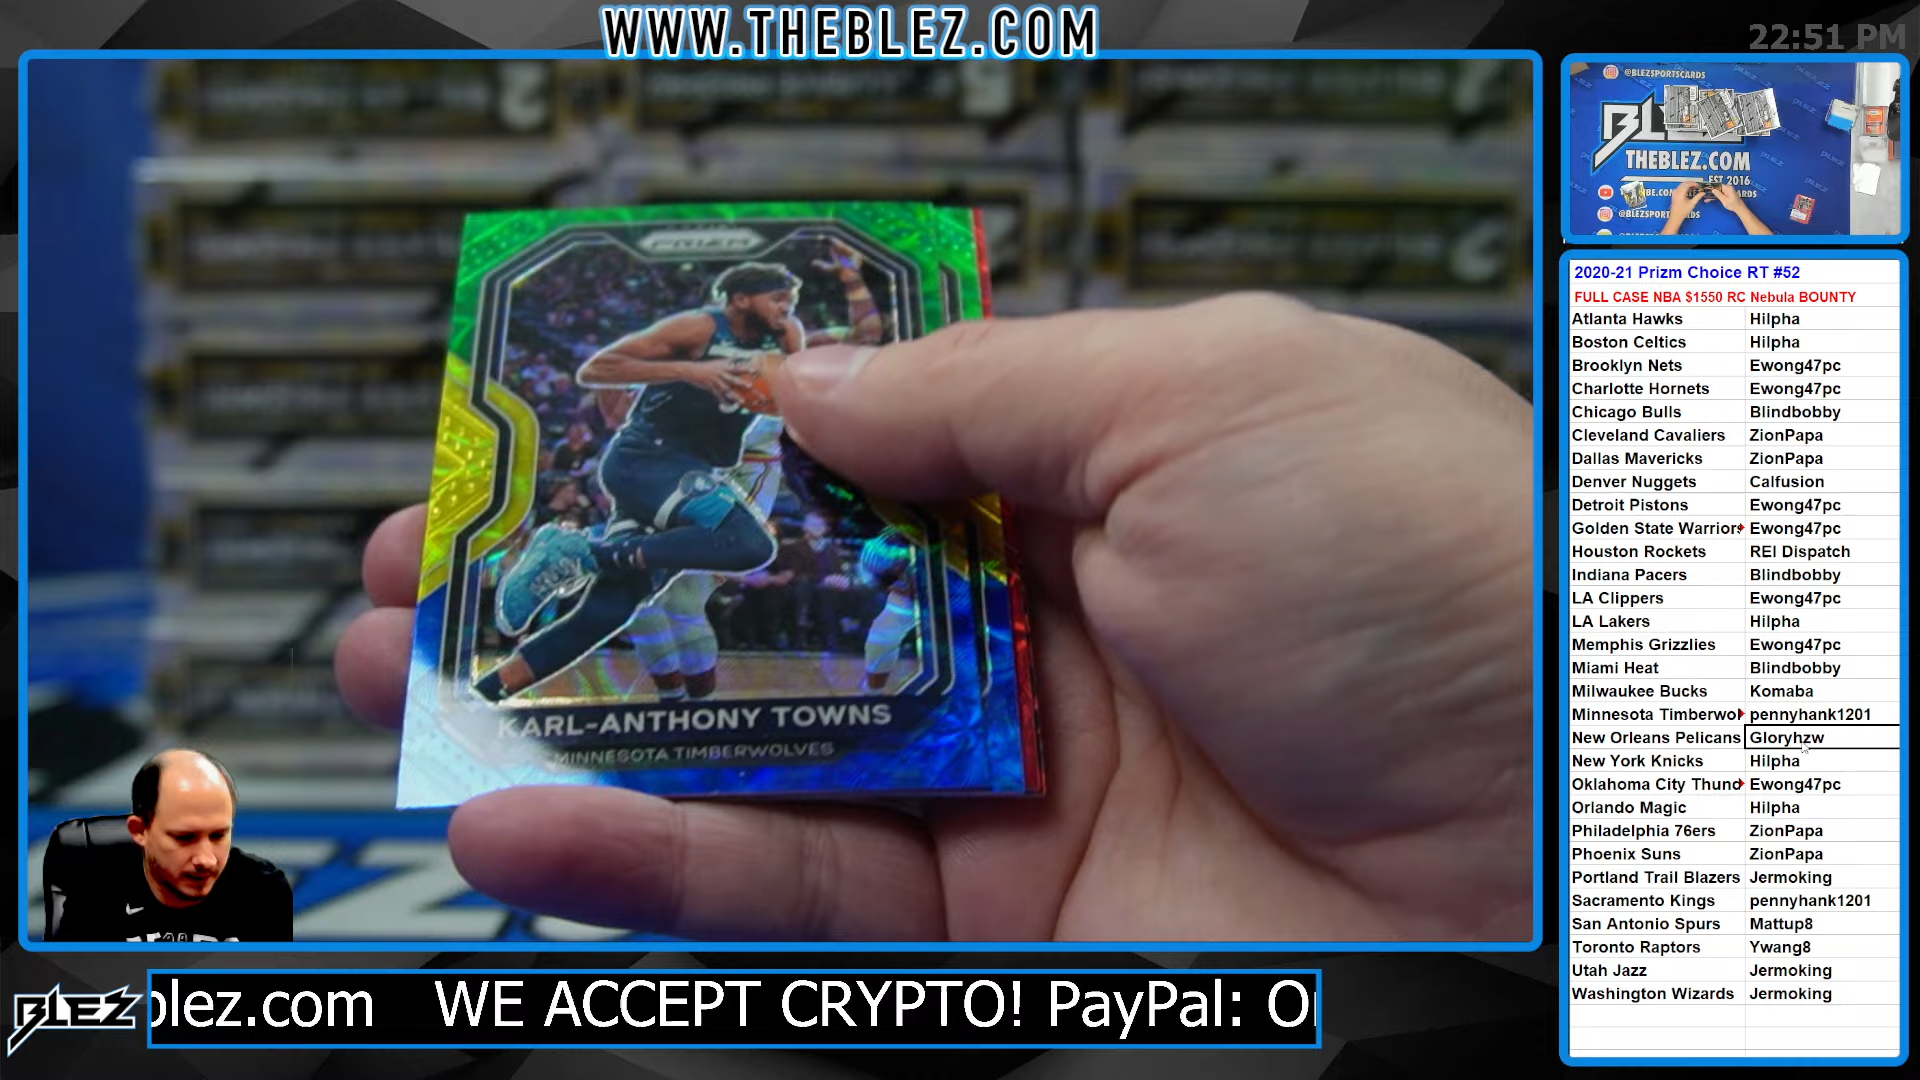 WWW.THEBLEZ.COM
22:51 PM
@BLEZSPORTSCARDS
THEBLEZ.COM
EST 2016
PRIZM
KARL-ANTHONY TOWNS
MINNESOTA TIMBERWOLVES
2020-21 Prizm Choice RT #52
FULL CASE NBA $1550 RC Nebula BOUNTY
Atlanta Hawks Hilpha
Boston Celtics Hilpha
Brooklyn Nets Ewong47pc
Charlotte Hornets Ewong47pc
Chicago Bulls Blindbobby
Cleveland Cavaliers ZionPapa
Dallas Mavericks ZionPapa
Denver Nuggets Calfusion
Detroit Pistons Ewong47pc
Golden State Warriors Ewong47pc
Houston Rockets REI Dispatch
Indiana Pacers Blindbobby
LA Clippers Ewong47pc
LA Lakers Hilpha
Memphis Grizzlies Ewong47pc
Miami Heat Blindbobby
Milwaukee Bucks Komaba
Minnesota Timberwol pennyhank1201
New Orleans Pelicans Gloryhzw
New York Knicks Hilpha
Oklahoma City Thund Ewong47pc
Orlando Magic Hilpha
Philadelphia 76ers ZionPapa
Phoenix Suns ZionPapa
Portland Trail Blazers Jermoking
Sacramento Kings pennyhank1201
San Antonio Spurs Mattup8
Toronto Raptors Ywang8
Utah Jazz Jermoking
Washington Wizards Jermoking
BLEZ
blez.com WE ACCEPT CRYPTO! PayPal: O